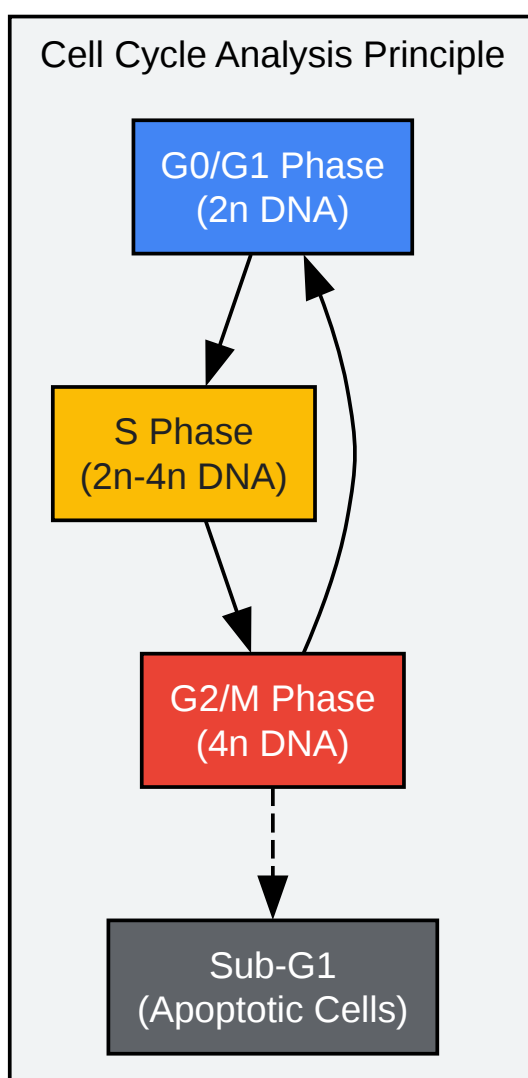 Cell Cycle Analysis Principle
G0/G1 Phase
(2n DNA)
S Phase
(2n-4n DNA)
G2/M Phase
(4n DNA)
Sub-G1
(Apoptotic Cells)